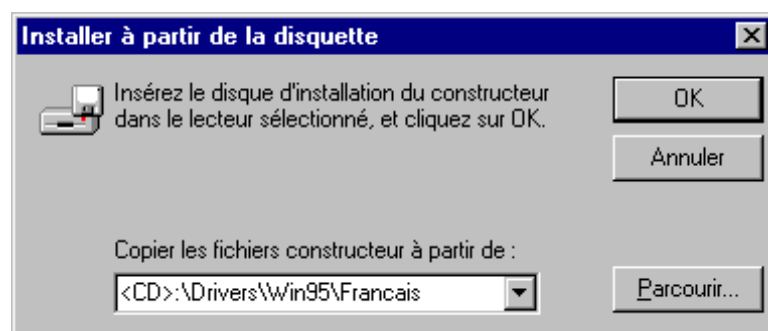 Installer à partir de la disquette
Insérez le disque d'installation du constructeur
dans le lecteur sélectionné, et cliquez sur OK.
OK
Annuler
Copier les fichiers constructeur à partir de :
<CD>:\Drivers\Win95\Francais
Parcourir...